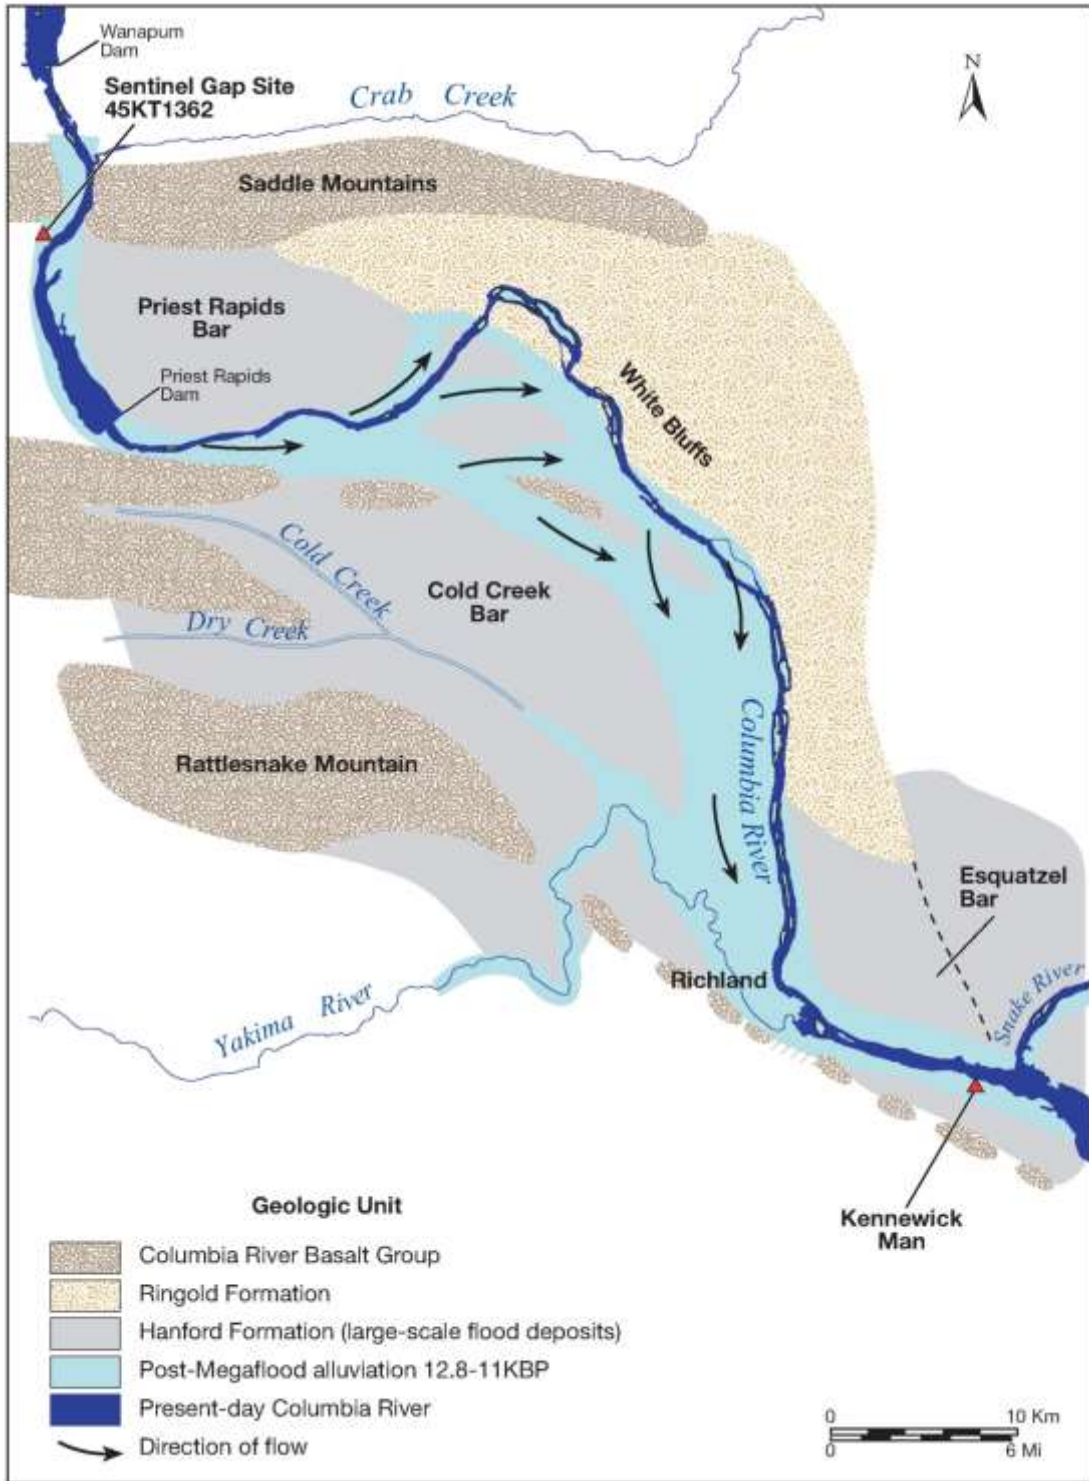 Wanapum
Dam
Sentinel Gap Site
45KT1362
Crab Creek
N
Saddle Mountains
Priest Rapids
Bar
Priest Rapids
Dam
White Bluffs
Cold Creek
Cold Creek
Bar
Dry Creek
Columbia River
Rattlesnake Mountain
Esquatzel
Bar
Richland
Snake River
Yakima River
Kennewick
Man
Geologic Unit
Columbia River Basalt Group
Ringold Formation
Hanford Formation (large-scale flood deposits)
Post-Megaflood alluviation 12.8-11KBP
Present-day Columbia River
Direction of flow
0 10 Km
0 6 Mi